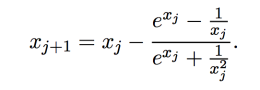 $x_{j+1} = x_j - \frac{e^{x_j} - \frac{1}{x_j}}{e^{x_j} + \frac{1}{x_j^2}}.$